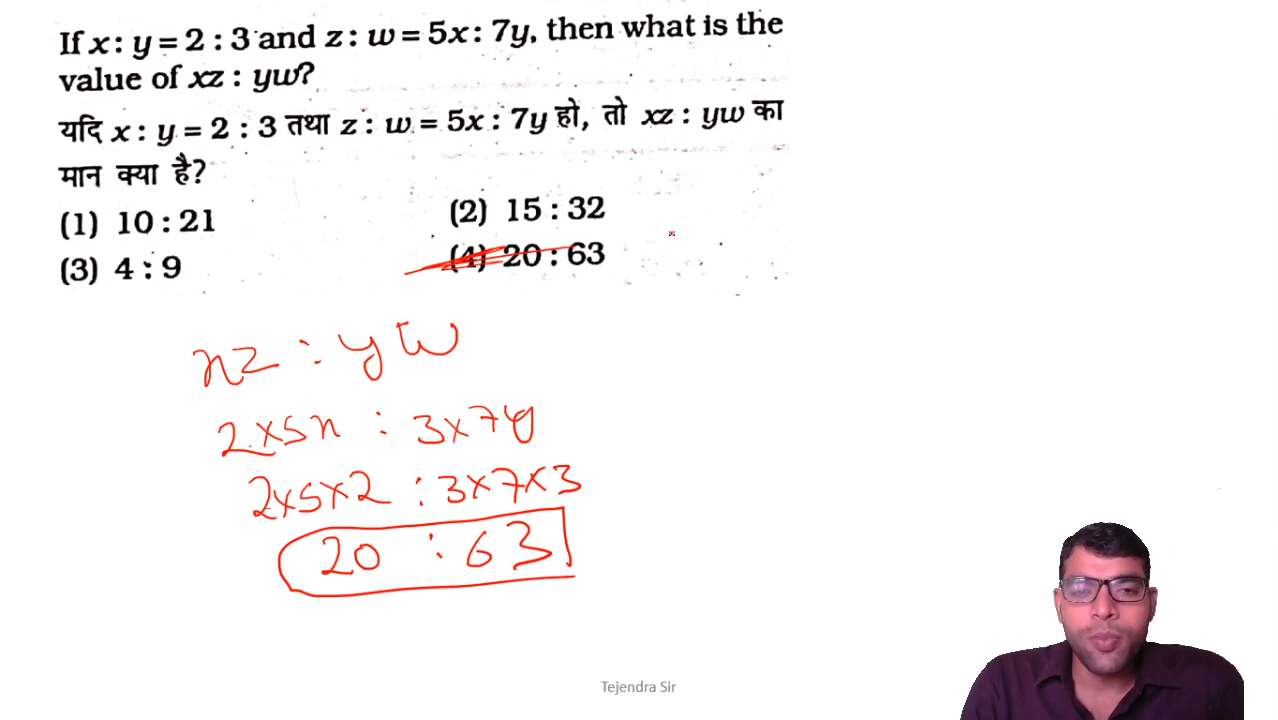 If x : y = 2 : 3 and z : w = 5x : 7y, then what is the
value of xz : yw?
यदि x : y = 2 : 3 तथा z : w = 5x : 7y हो, तो xz : yw का
मान क्या है?
(1) 10 : 21
(2) 15 : 32
(3) 4 : 9
(4) 20 : 63
xz : yw
2×5x : 3×7y
2×5×2 : 3×7×3
20 : 63
Tejendra Sir